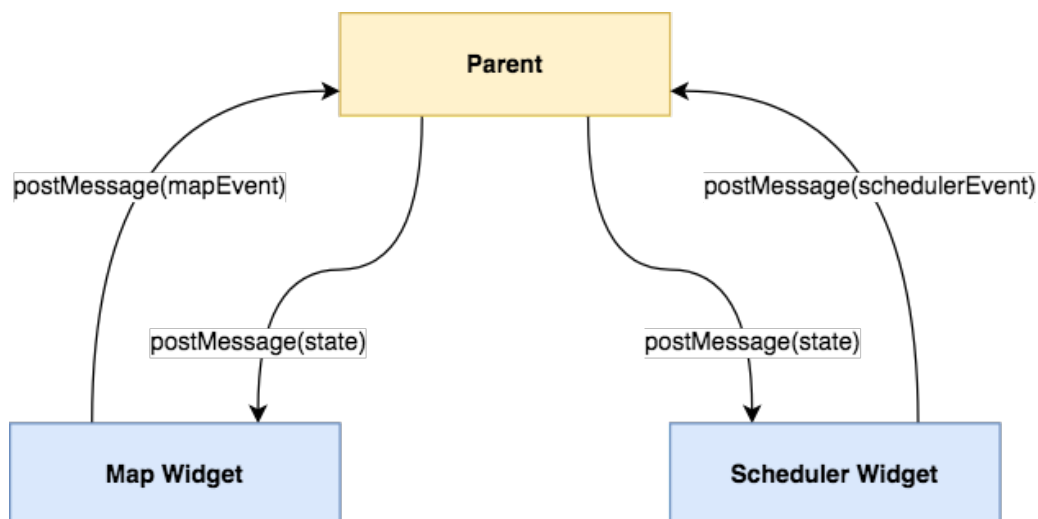 Parent
postMessage(mapEvent)
postMessage(schedulerEvent)
postMessage(state)
postMessage(state)
Map Widget
Scheduler Widget